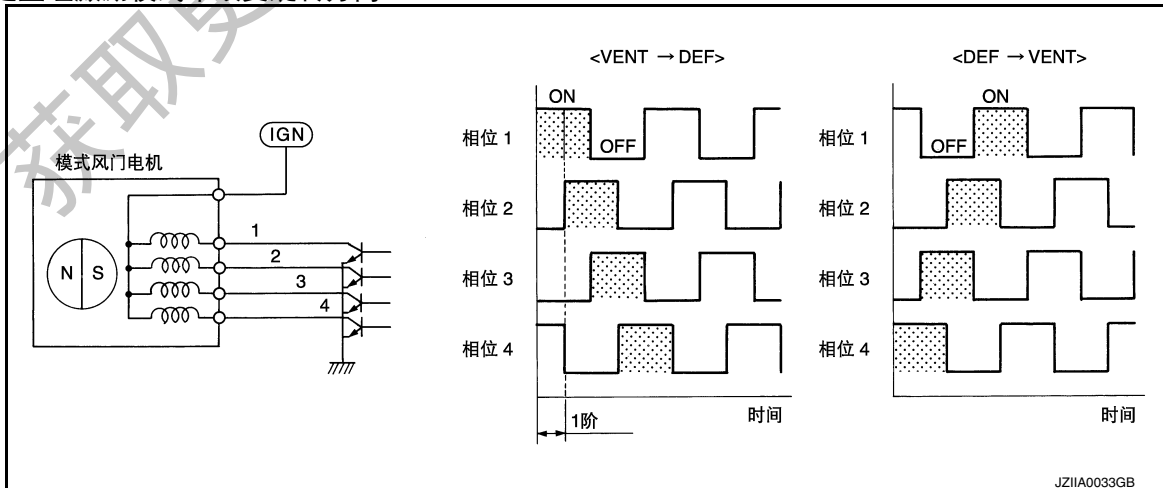 <VENT → DEF>
<DEF → VENT>
IGN
模式风门电机
N S
1
2
3
4
ON
OFF
相位 1
相位 2
相位 3
相位 4
1阶
时间
ON
OFF
相位 1
相位 2
相位 3
相位 4
时间
JZIIA0033GB